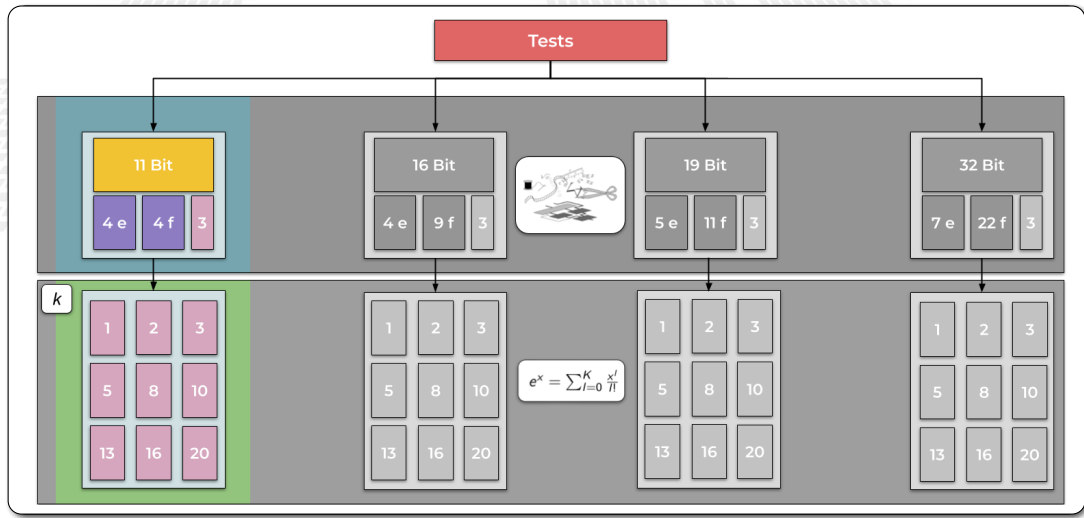 Tests
11 Bit
4 e 4 f 3
16 Bit
4 e 9 f 3
19 Bit
5 e 11 f 3
32 Bit
7 e 22 f 3
k
1 2 3
5 8 10
13 16 20
1 2 3
5 8 10
13 16 20
e^x = ∑_{l=0}^{K} x^l/l!
1 2 3
5 8 10
13 16 20
1 2 3
5 8 10
13 16 20